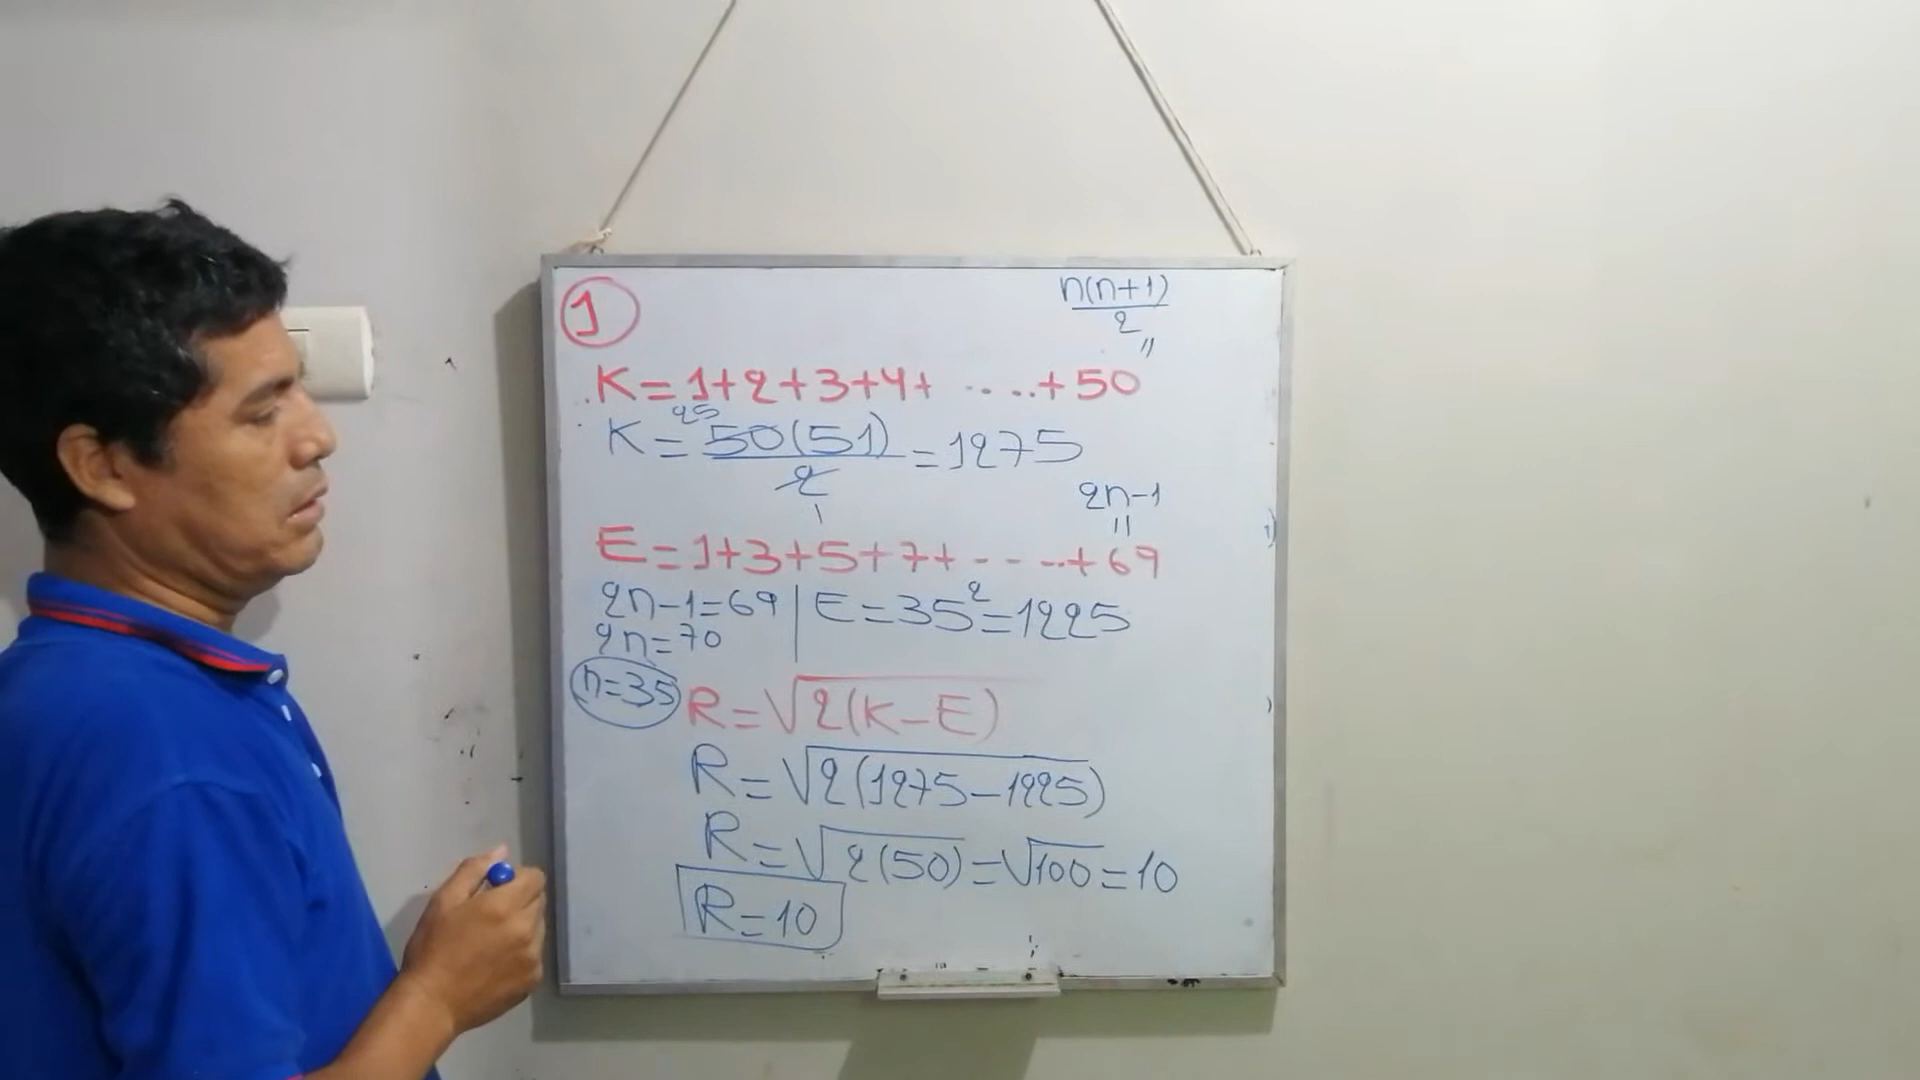 1
n(n+1)/2
"
K=1+2+3+4+.....+50
25
K=50(51)/2=1275
1
2n-1
"
E=1+3+5+7+-----+69
2n-1=69 | E=35²=1225
2n=70
n=35
R=√2(K-E)
R=√2(1275-1225)
R=√2(50)=√100=10
R=10